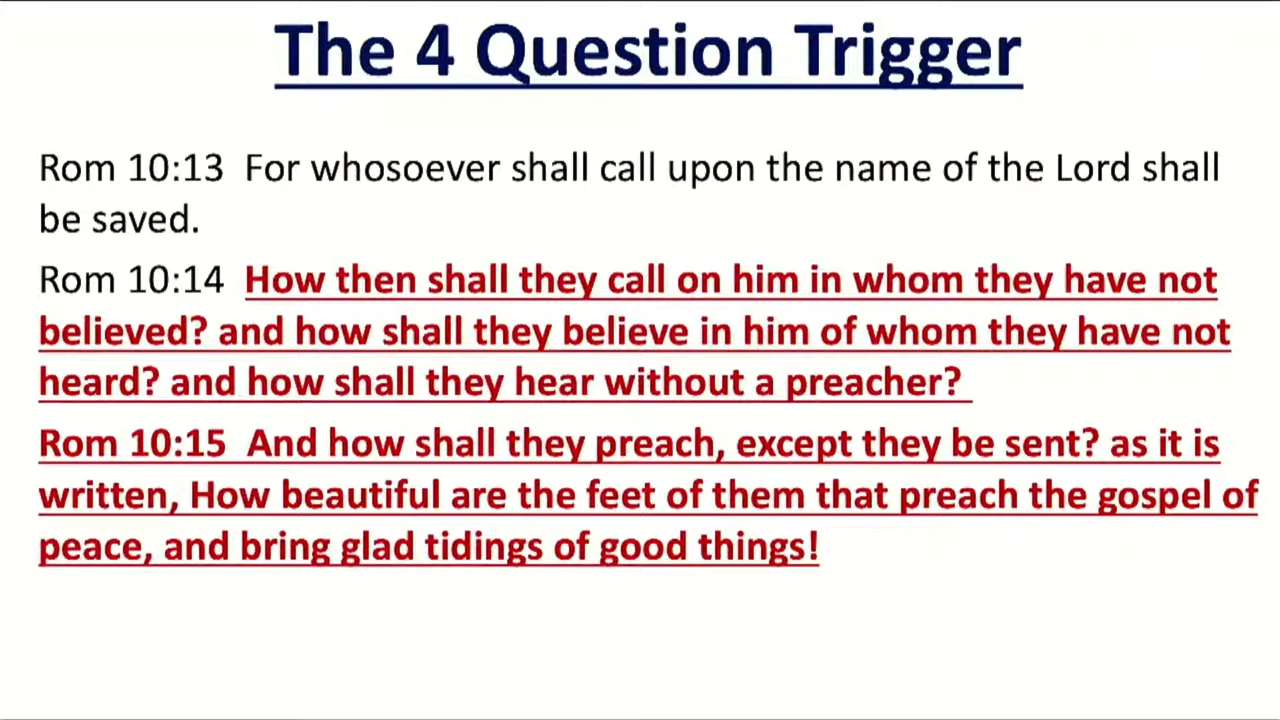 The 4 Question Trigger
Rom 10:13  For whosoever shall call upon the name of the Lord shall
be saved.
Rom 10:14  How then shall they call on him in whom they have not
believed? and how shall they believe in him of whom they have not
heard? and how shall they hear without a preacher?
Rom 10:15  And how shall they preach, except they be sent? as it is
written, How beautiful are the feet of them that preach the gospel of
peace, and bring glad tidings of good things!